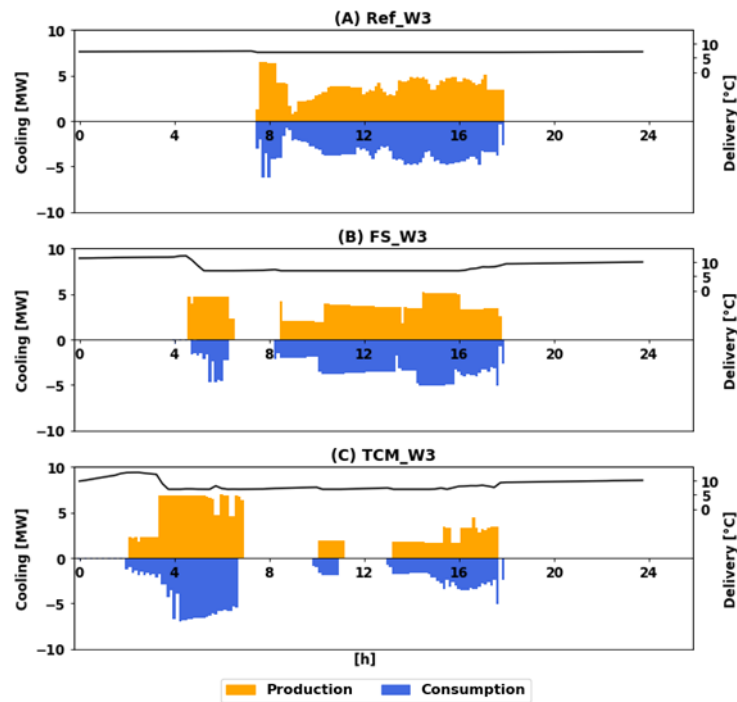 (A) Ref_W3
Cooling [MW]
10
5
0
−5
−10
0 4 8 12 16 20 24
10
5
0
Delivery [°C]
(B) FS_W3
Cooling [MW]
10
5
0
−5
−10
0 4 8 12 16 20 24
10
5
0
Delivery [°C]
(C) TCM_W3
Cooling [MW]
10
5
0
−5
−10
0 4 8 12 16 20 24
10
5
0
Delivery [°C]
[h]
Production Consumption